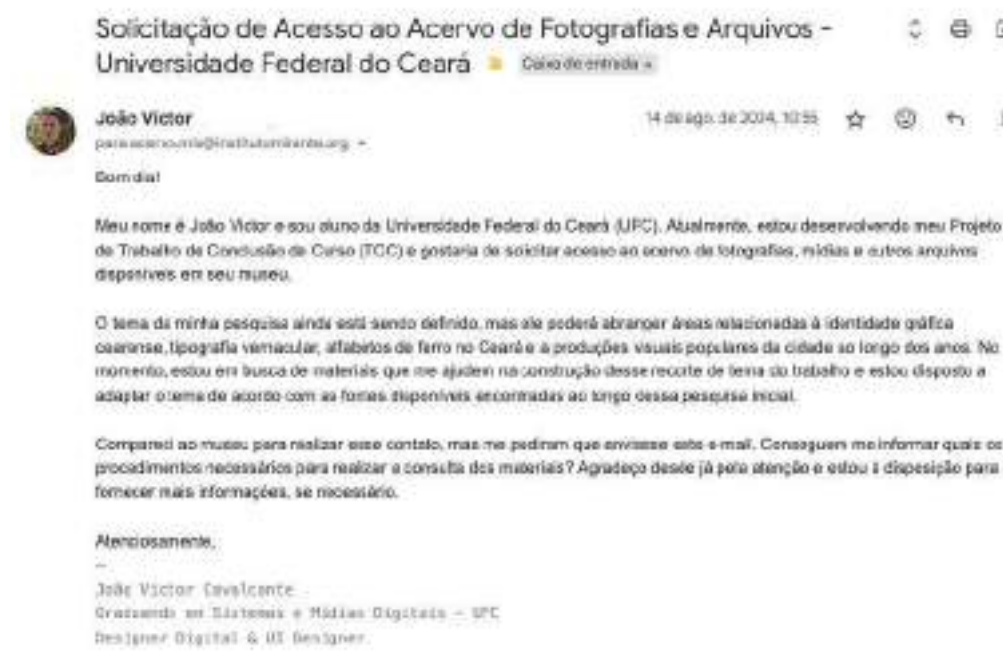 Solicitação de Acesso ao Acervo de Fotografias e Arquivos -
Universidade Federal do Ceará Caixa de entrada
João Victor
14 de ago. de 2024, 10:55
para
Bom dia!
Meu nome é João Victor e sou aluno da Universidade Federal do Ceará (UFC). Atualmente, estou desenvolvendo meu Projeto
de Trabalho de Conclusão de Curso (TCC) e gostaria de solicitar acesso ao acervo de fotografias, mídias e outros arquivos
disponíveis em seu museu.
O tema da minha pesquisa ainda está sendo definido, mas ele poderá abranger áreas relacionadas à identidade gráfica
cearense, tipografia vernacular, alfabetos de ferro no Ceará e a produções visuais populares da cidade ao longo dos anos. No
momento, estou em busca de materiais que me ajudem na construção desse recorte de tema do trabalho e estou disposto a
adaptar o tema de acordo com as fontes disponíveis encontradas ao longo dessa pesquisa inicial.
Compareci ao museu para realizar esse contato, mas me pediram que enviasse este e-mail. Conseguem me informar quais os
procedimentos necessários para realizar a consulta dos materiais? Agradeço desde já pela atenção e estou à disposição para
fornecer mais informações, se necessário.
Atenciosamente,
--
João Victor Cavalcante
Graduando em Sistemas e Mídias Digitais - UFC
Designer Digital & UI Designer.